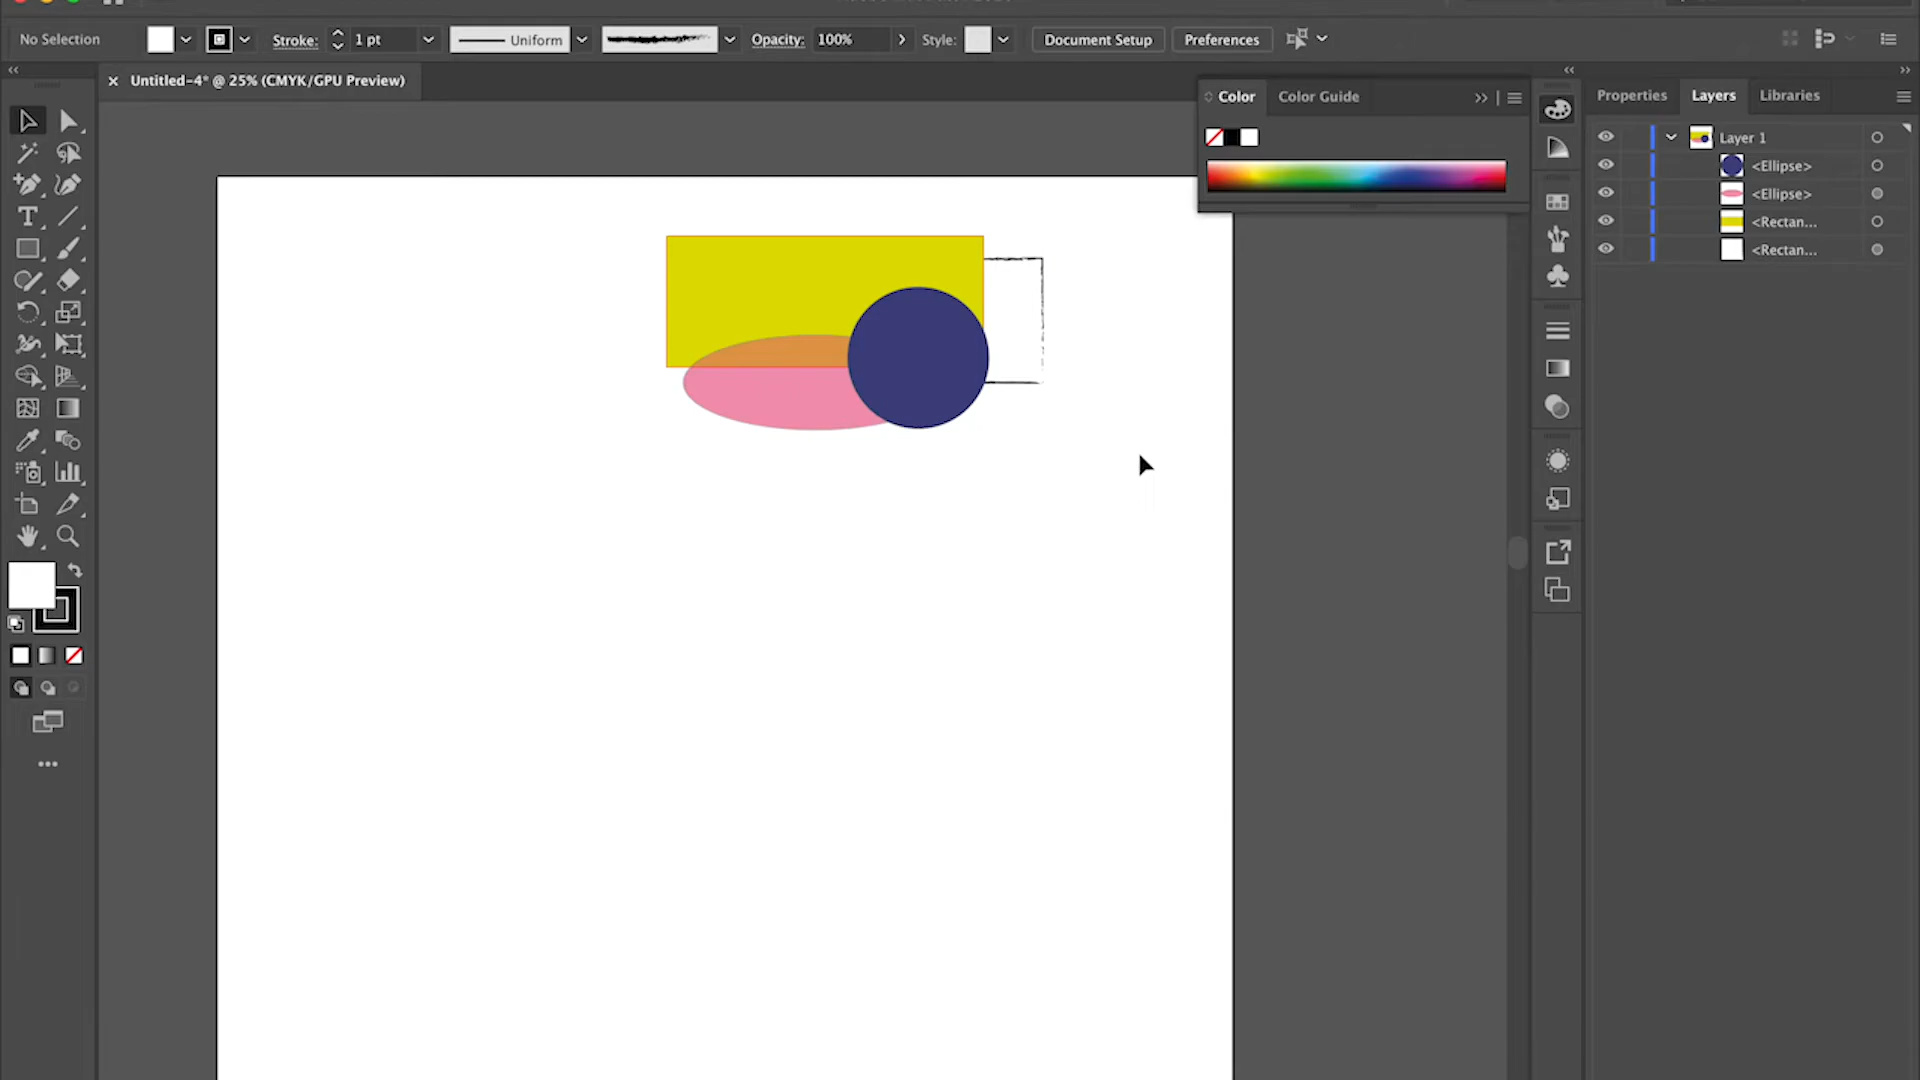 No Selection
Stroke:
1 pt
Uniform
Opacity:
100%
Style:
Document Setup
Preferences
× Untitled-4* @ 25% (CMYK/GPU Preview)
Color
Color Guide
Properties
Layers
Libraries
Layer 1
<Ellipse>
<Ellipse>
<Rectan...
<Rectan...